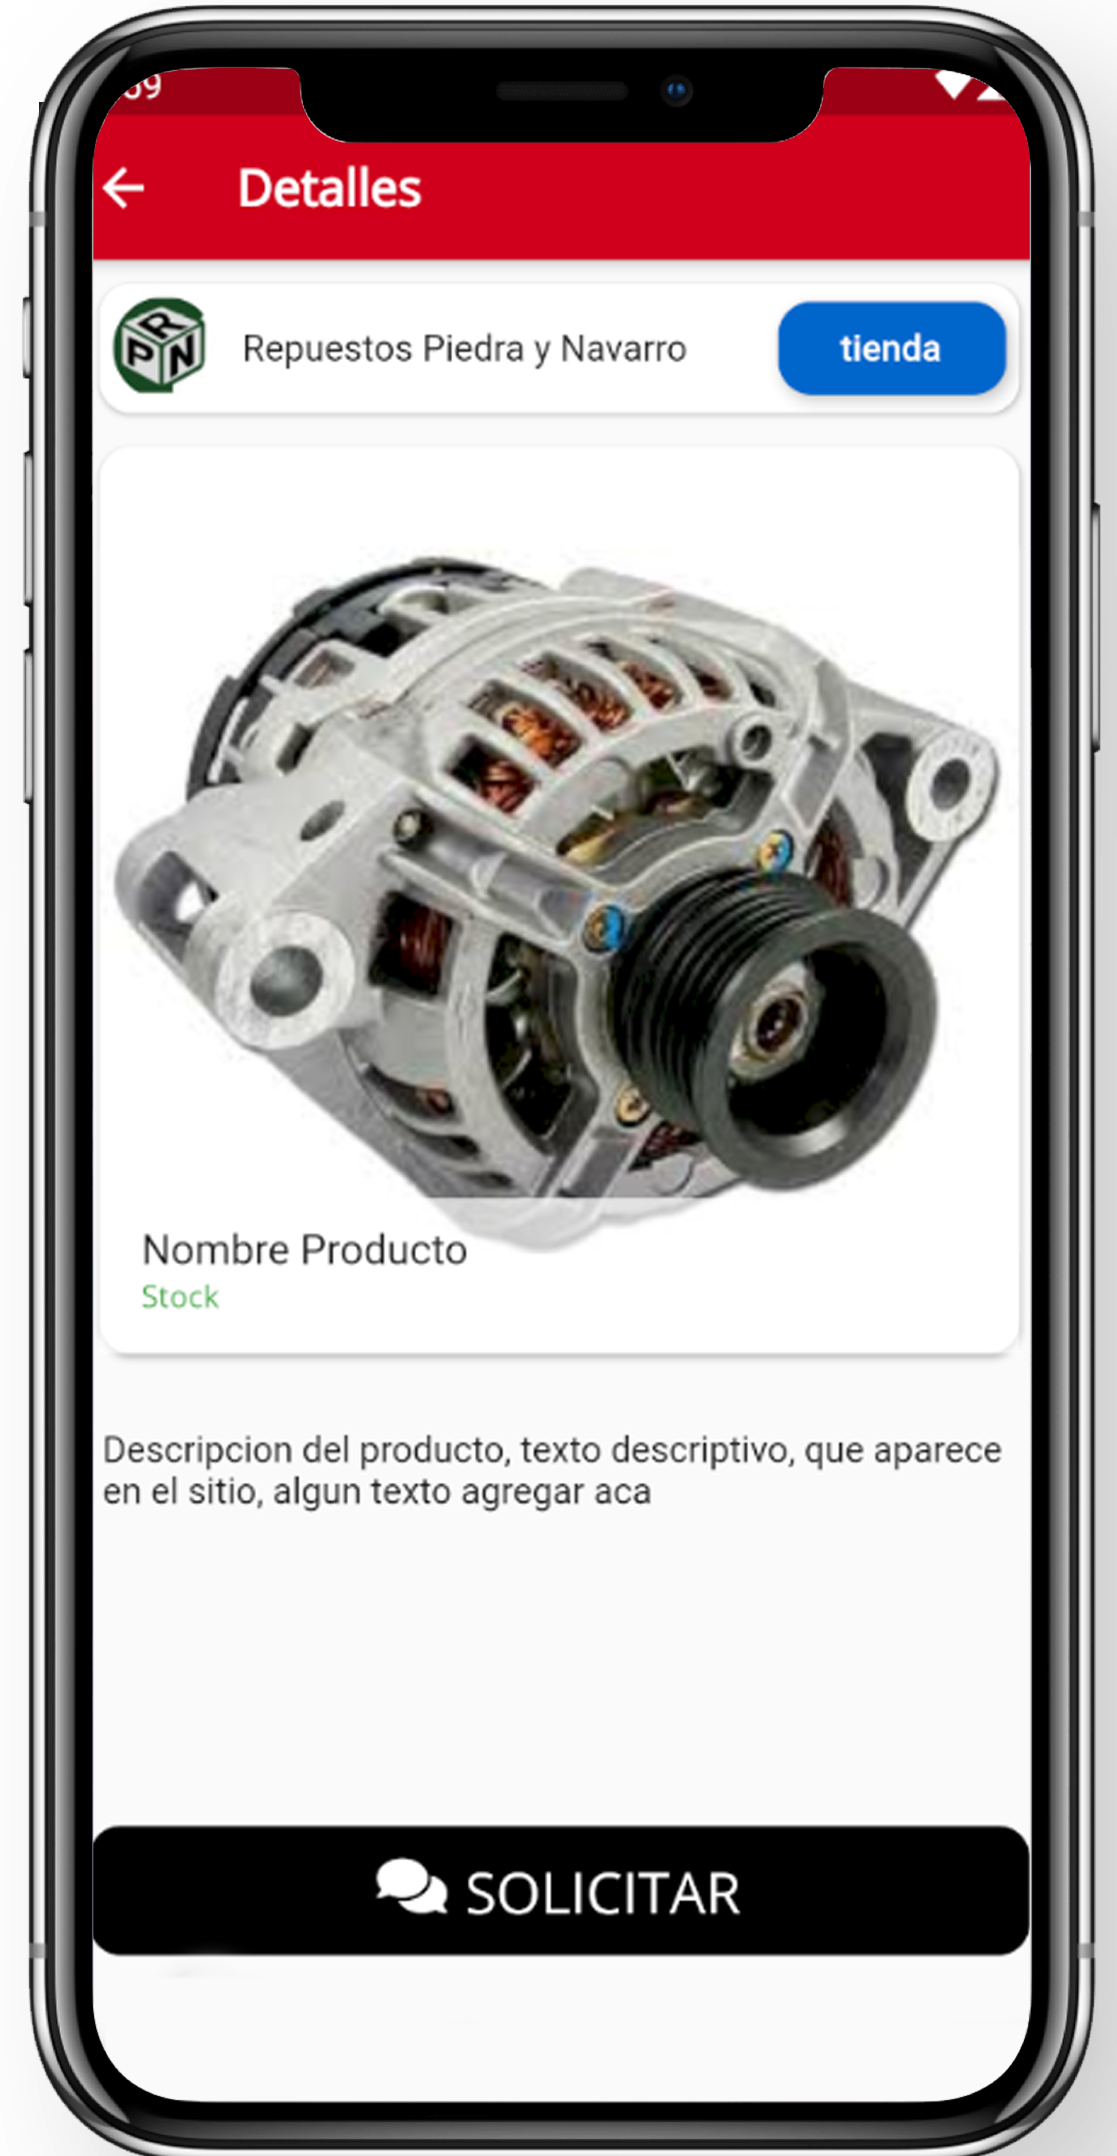 Detalles
RPN
Repuestos Piedra y Navarro
tienda
Nombre Producto
Stock
Descripcion del producto, texto descriptivo, que aparece
en el sitio, algun texto agregar aca
SOLICITAR